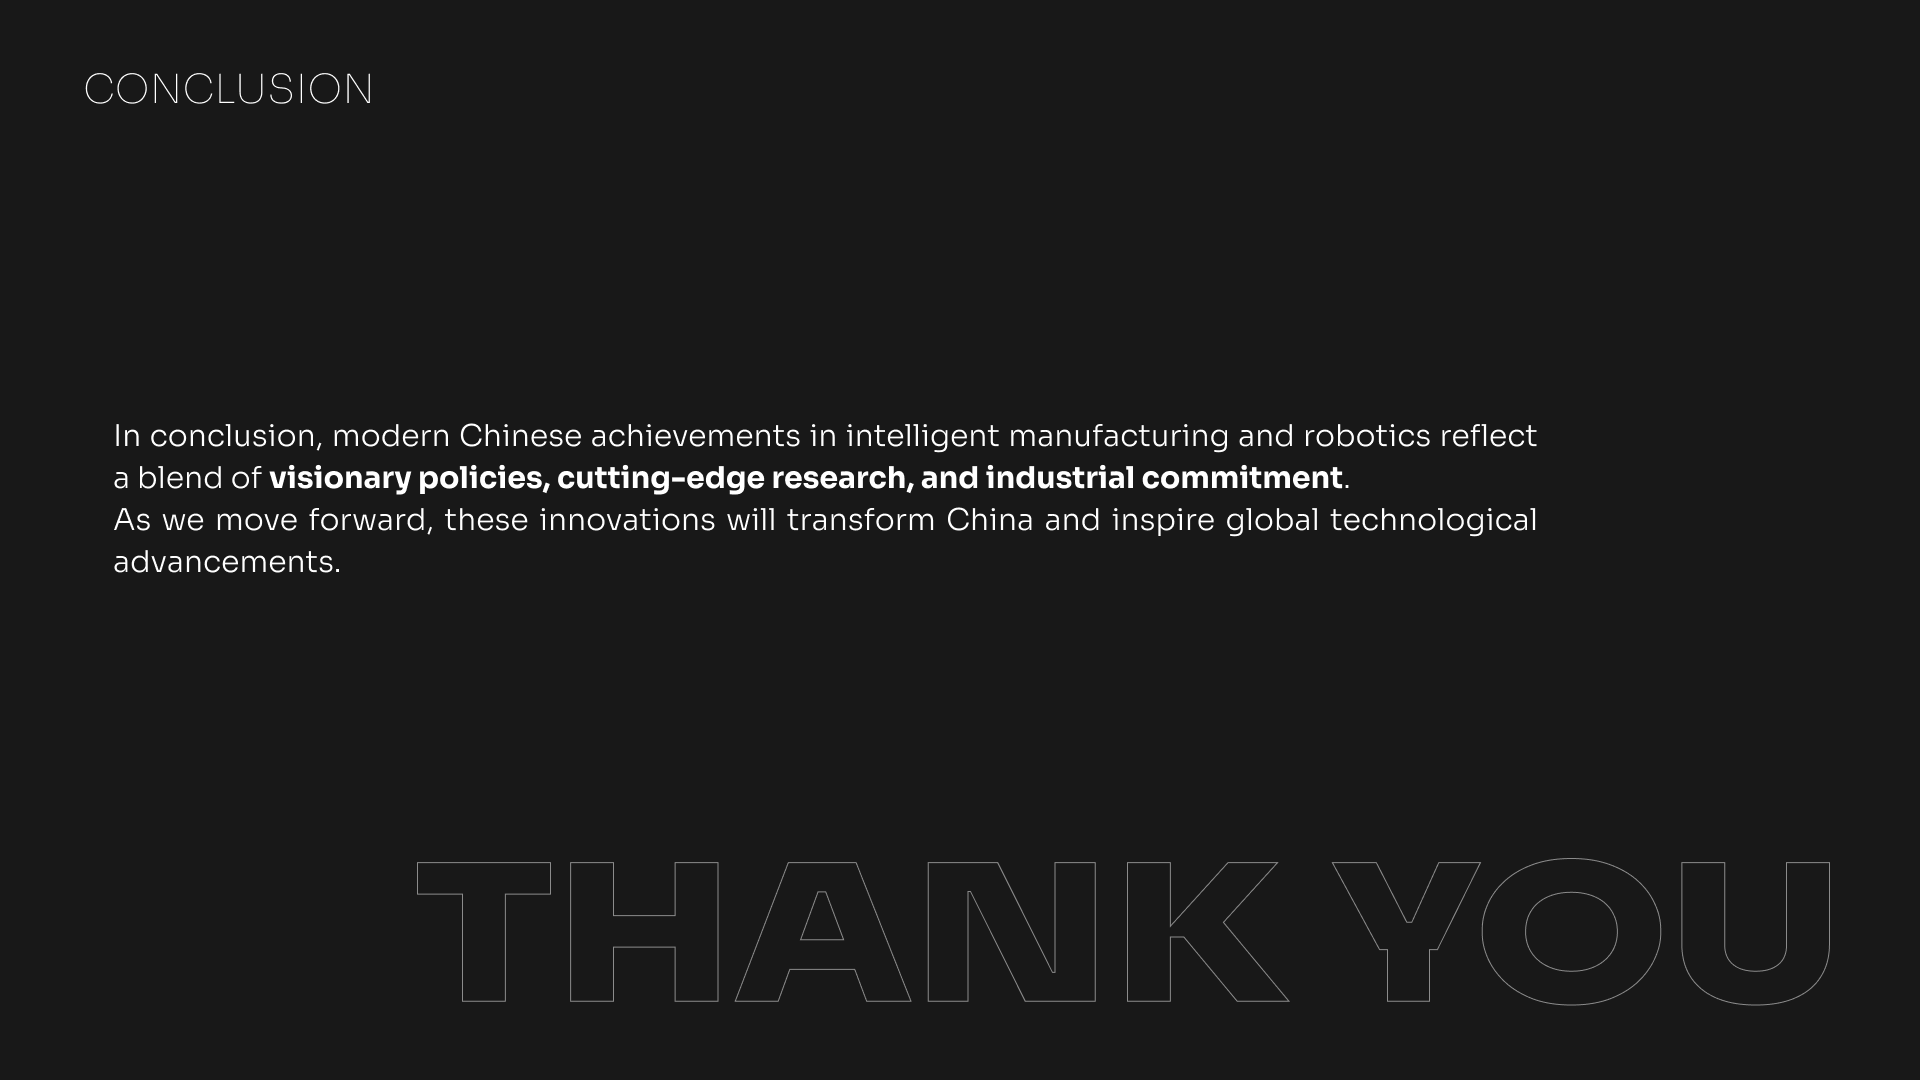 CONCLUSION
In conclusion, modern Chinese achievements in intelligent manufacturing and robotics reflect
a blend of visionary policies, cutting-edge research, and industrial commitment.
As we move forward, these innovations will transform China and inspire global technological
advancements.
THANK YOU